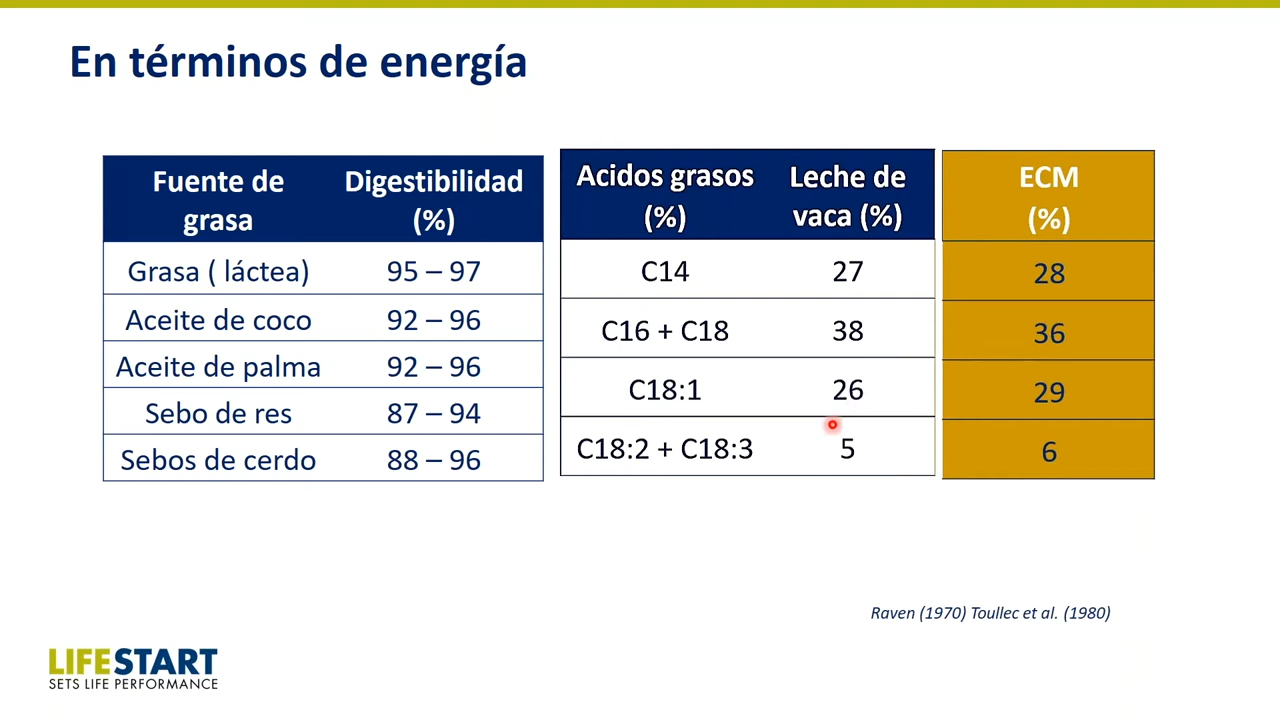 En términos de energía
Fuente de grasa Digestibilidad (%)
Grasa ( láctea) 95 – 97
Aceite de coco 92 – 96
Aceite de palma 92 – 96
Sebo de res 87 – 94
Sebos de cerdo 88 – 96
Acidos grasos (%) Leche de vaca (%) ECM (%)
C14 27 28
C16 + C18 38 36
C18:1 26 29
C18:2 + C18:3 5 6
Raven (1970) Toullec et al. (1980)
LIFESTART
SETS LIFE PERFORMANCE